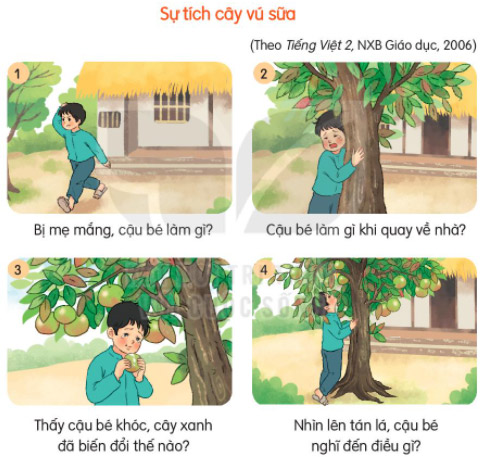 Sự tích cây vú sữa
(Theo Tiếng Việt 2, NXB Giáo dục, 2006)
1
2
Bị mẹ mắng, cậu bé làm gì?
Cậu bé làm gì khi quay về nhà?
3
4
Thấy cậu bé khóc, cây xanh
đã biến đổi thế nào?
Nhìn lên tán lá, cậu bé
nghĩ đến điều gì?